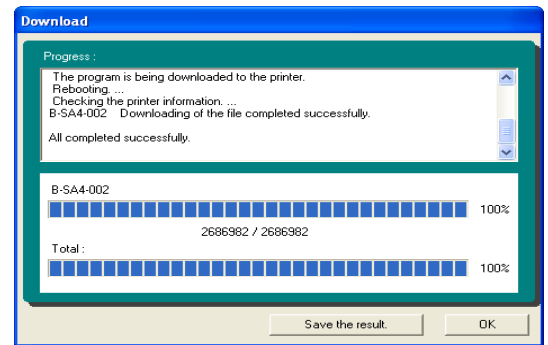 Download
Progress :
The program is being downloaded to the printer.
Rebooting. ...
Checking the printer information. ...
B-SA4-002    Downloading of the file completed successfully.
All completed successfully.
B-SA4-002
100%
2686982 / 2686982
Total :
100%
Save the result.
OK